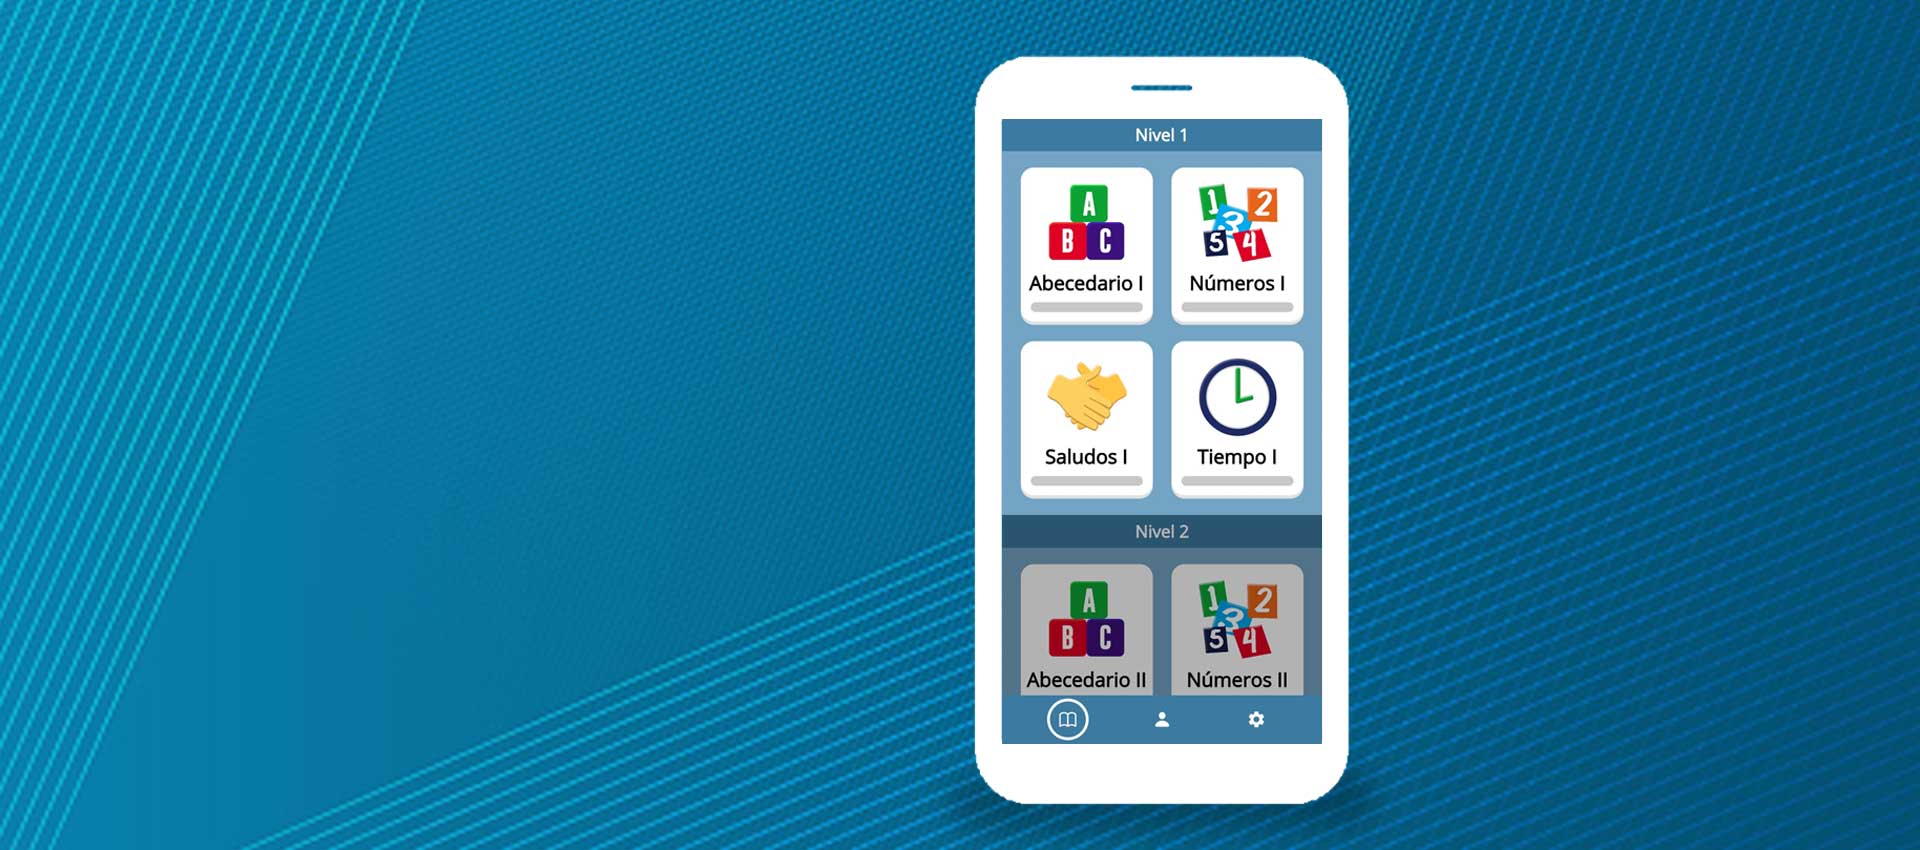 Nivel 1
A
B C
1 2
3
5 4
Abecedario I
Números I
Saludos I
Tiempo I
Nivel 2
A
B C
1 2
3
5 4
Abecedario II
Números II